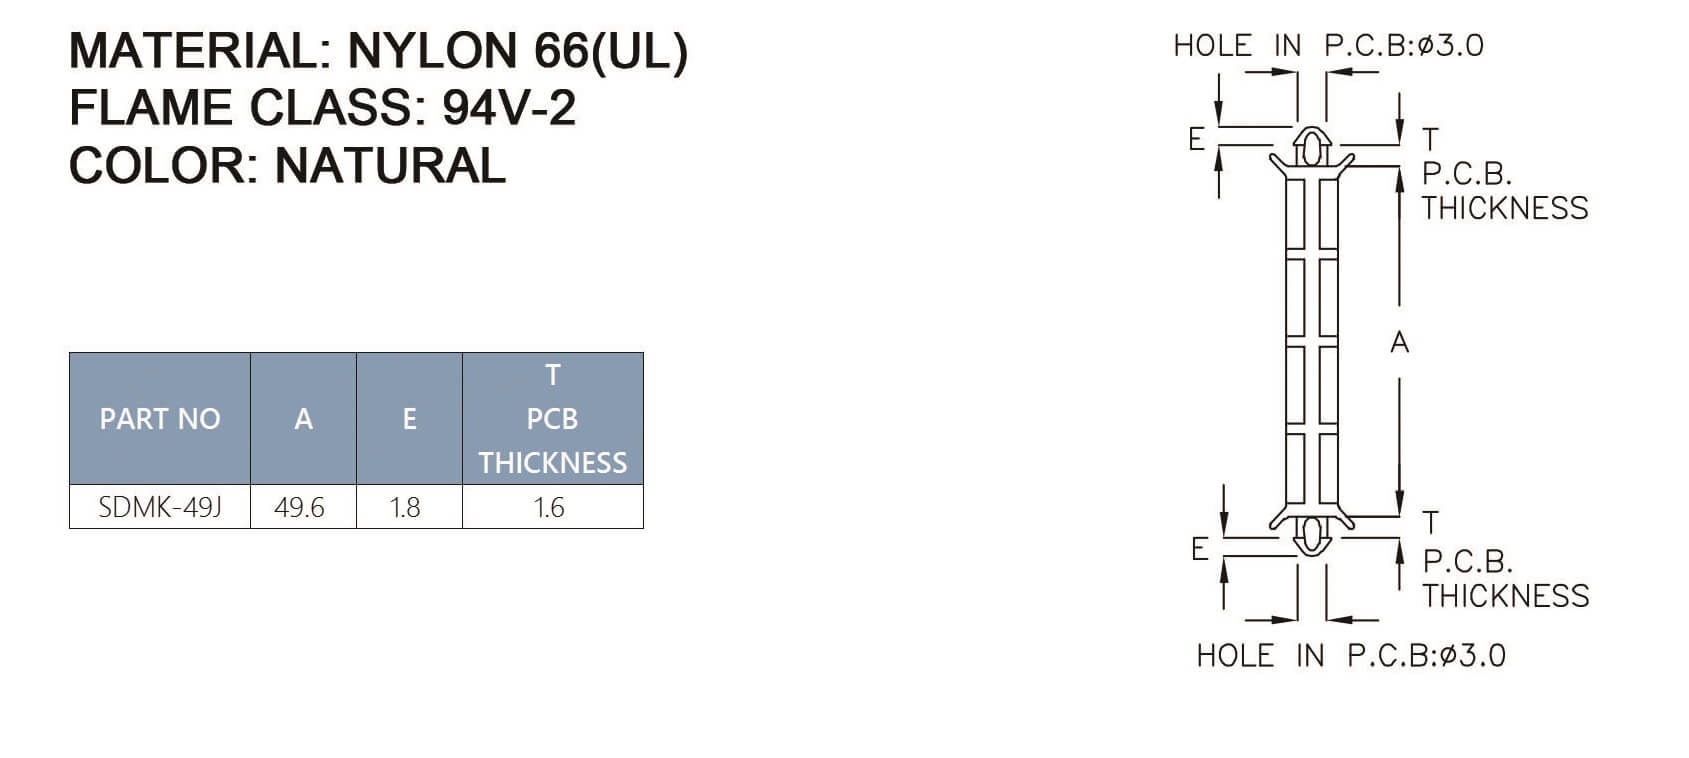 MATERIAL: NYLON 66(UL)
FLAME CLASS: 94V-2
COLOR: NATURAL
PART NO
A
E
T
PCB
THICKNESS
SDMK-49J
49.6
1.8
1.6
HOLE IN P.C.B:ø3.0
E
T
P.C.B.
THICKNESS
A
E
T
P.C.B.
THICKNESS
HOLE IN P.C.B:ø3.0